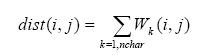 dist(i, j) = ∑W_k(i, j)
k=1,nchar